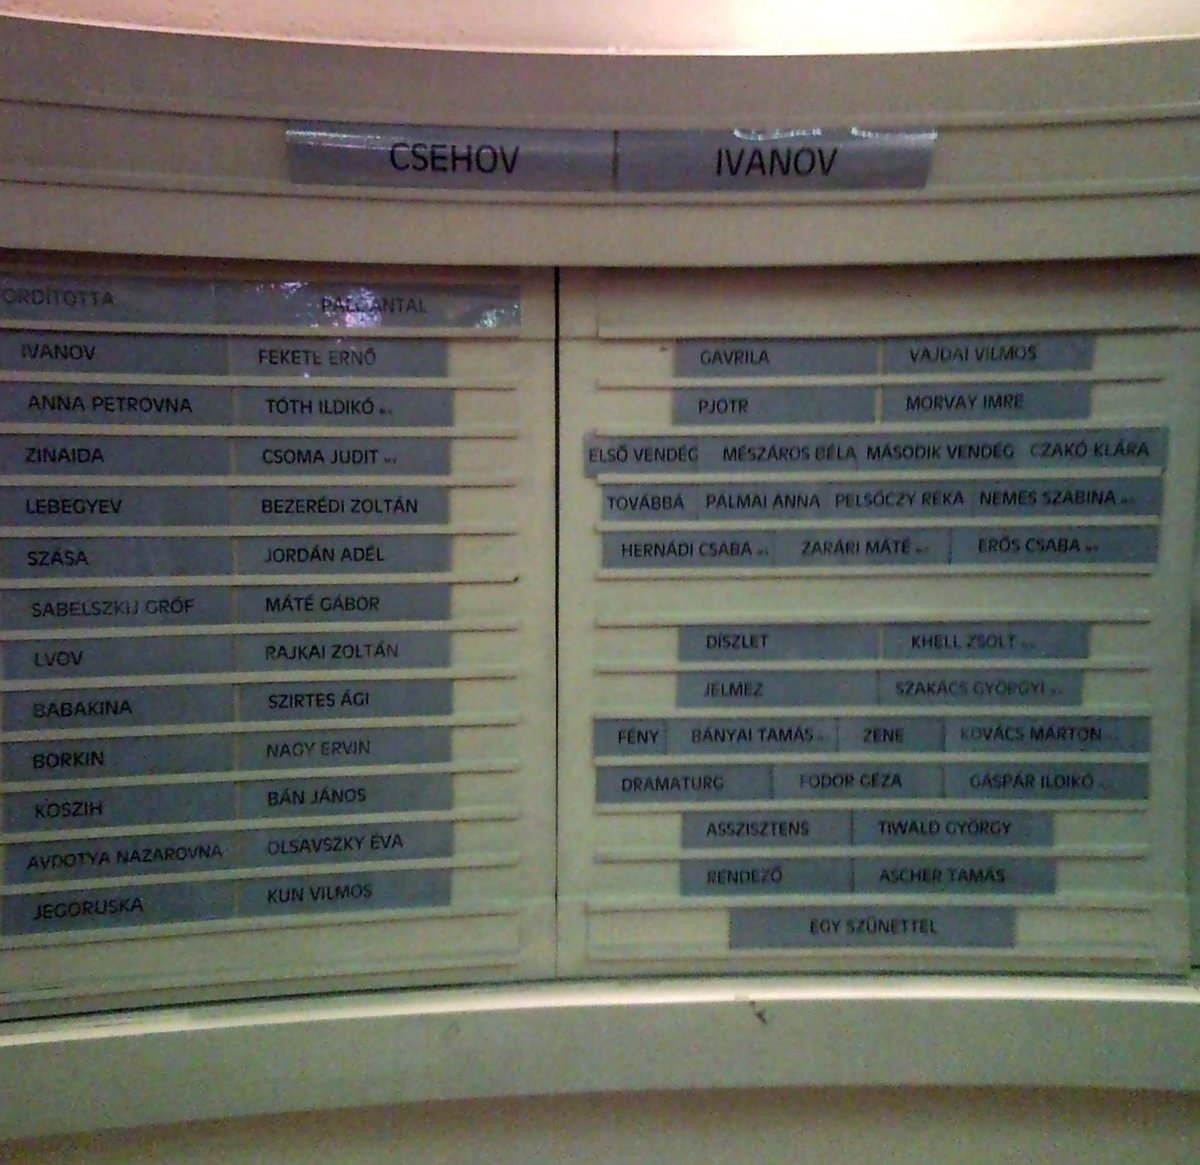 CSEHOV IVANOV
ORDÍTOTTA PÁLL ANTAL
IVANOV FEKETE ERNŐ
ANNA PETROVNA TÓTH ILDIKÓ
ZINAIDA CSOMA JUDIT
LEBEGYEV BEZERÉDI ZOLTÁN
SZÁSA JORDÁN ADÉL
SABELSZKIJ GRÓF MÁTÉ GÁBOR
LVOV RAJKAI ZOLTÁN
BABAKINA SZIRTES ÁGI
BORKIN NAGY ERVIN
KOSZIH BÁN JÁNOS
AVDOTYA NAZAROVNA OLSAVSZKY ÉVA
JEGORUSKA KUN VILMOS
GAVRILA VAJDAI VILMOS
PJOTR MORVAY IMRE
ELSŐ VENDÉG MÉSZÁROS BÉLA MÁSODIK VENDÉG CZAKÓ KLÁRA
TOVÁBBÁ PÁLMAI ANNA PELSŐCZY RÉKA NEMES SZABINA
HERNÁDI CSABA ZARÁRI MÁTÉ ERŐS CSABA
DÍSZLET KHELL ZSOLT
JELMEZ SZAKÁCS GYÖRGYI
FÉNY BÁNYAI TAMÁS ZENE KOVÁCS MÁRTON
DRAMATURG FODOR GÉZA GÁSPÁR ILDIKÓ
ASSZISZTENS TIWALD GYÖRGY
RENDEZŐ ASCHER TAMÁS
EGY SZÜNETTEL